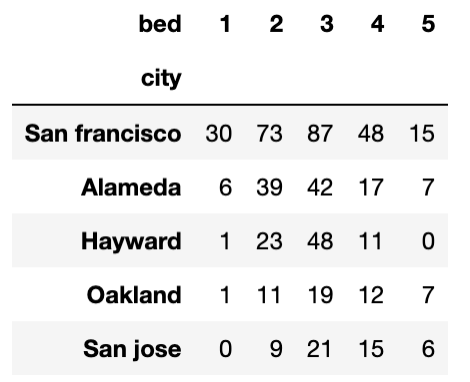 bed 1 2 3 4 5
city
San francisco 30 73 87 48 15
Alameda 6 39 42 17 7
Hayward 1 23 48 11 0
Oakland 1 11 19 12 7
San jose 0 9 21 15 6